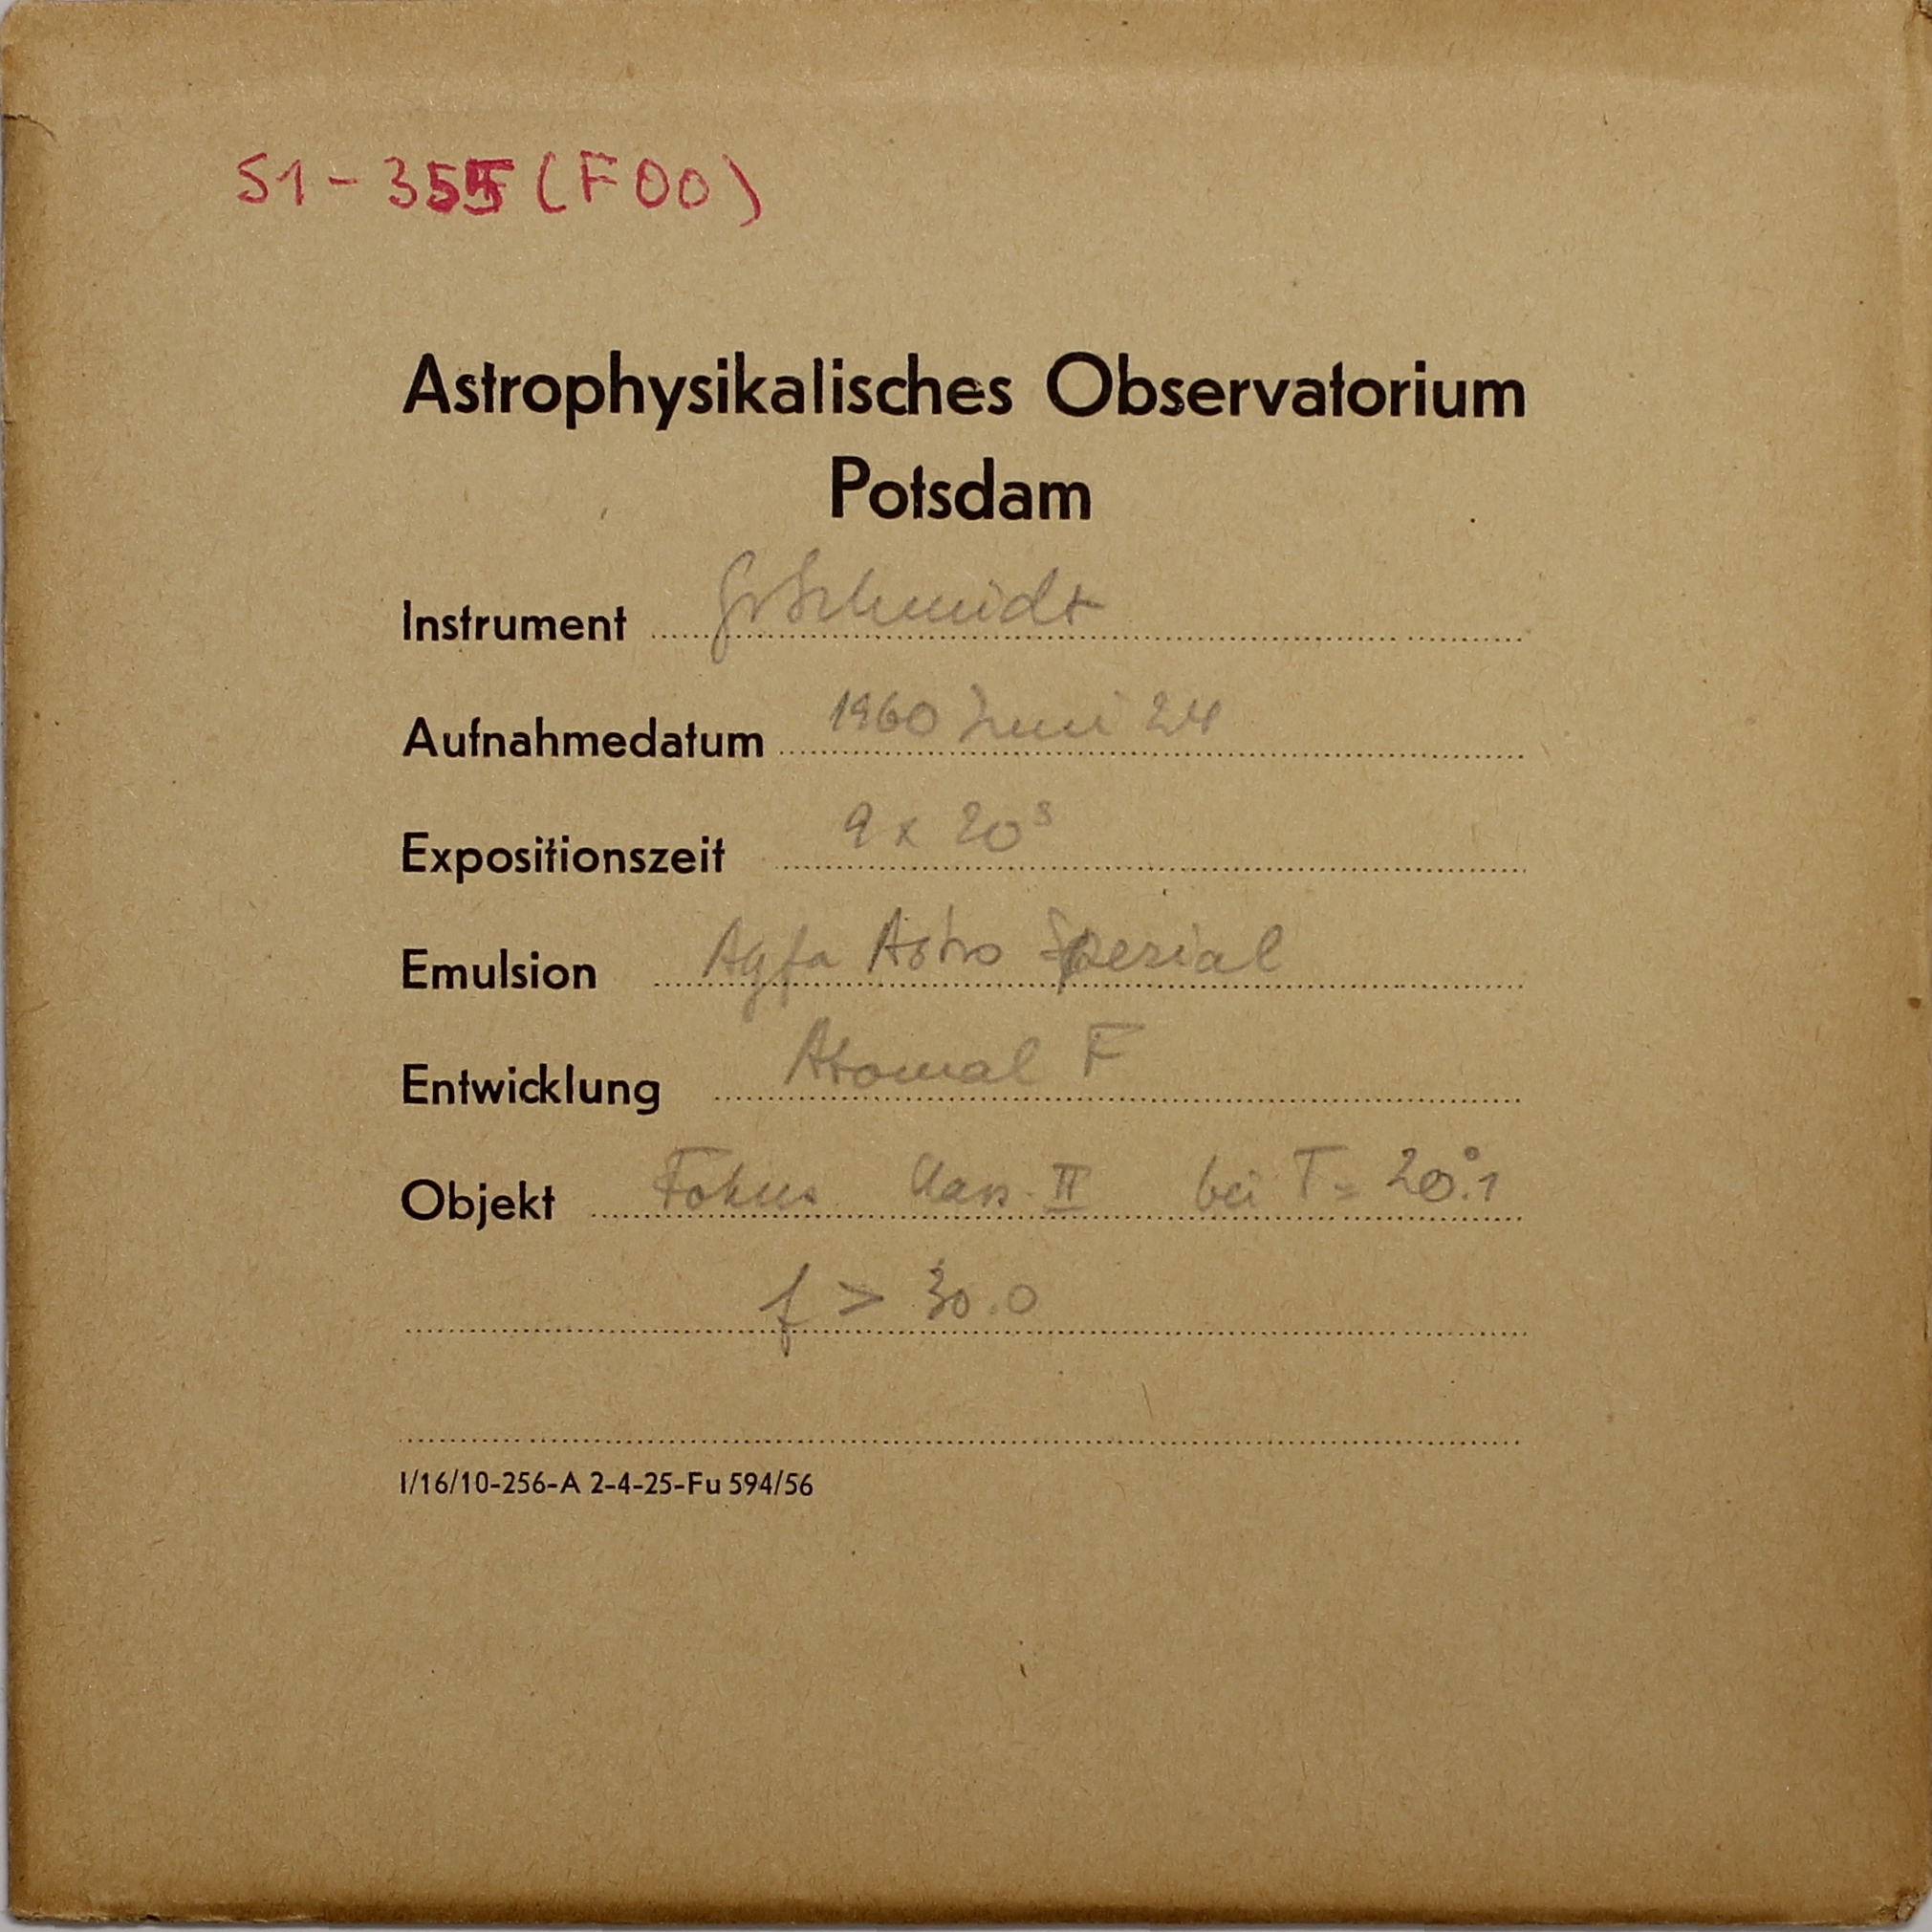 S1-355 (F00)
Astrophysikalisches Observatorium
Potsdam
Instrument Gr Schmidt
Aufnahmedatum 1960 Juni 24
Expositionszeit 9 x 20s
Emulsion Agfa Astro Spezial
Entwicklung Atomal F
Objekt Fokus II bei T = 20°.1
f > 30.0
I/16/10-256-A 2-4-25-Fu 594/56